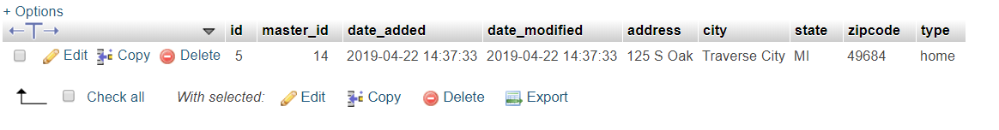 + Options
id master_id date_added date_modified address city state zipcode type
Edit Copy Delete 5 14 2019-04-22 14:37:33 2019-04-22 14:37:33 125 S Oak Traverse City MI 49684 home
Check all With selected: Edit Copy Delete Export